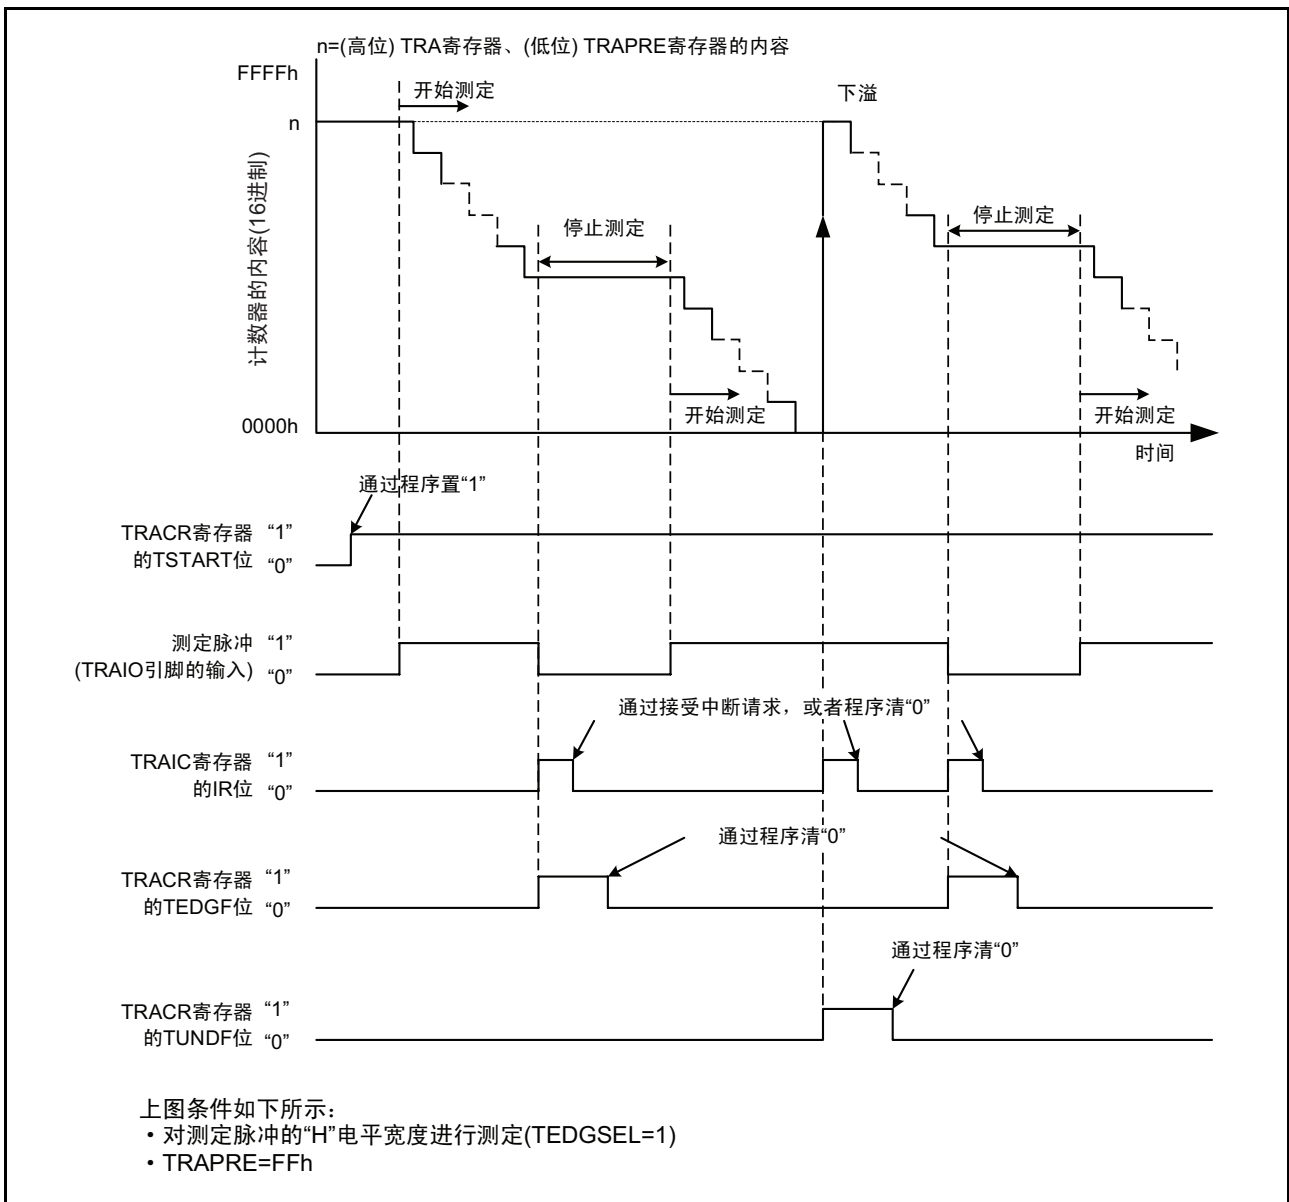 n=(高位) TRA寄存器、(低位) TRAPRE寄存器的内容
FFFFh
开始测定
下溢
n
计数器的内容(16进制)
停止测定
停止测定
开始测定
开始测定
0000h
时间
通过程序置“1”
TRACR寄存器 “1”
的TSTART位 “0”
测定脉冲 “1”
(TRAIO引脚的输入) “0”
通过接受中断请求，或者程序清“0”
TRAIC寄存器 “1”
的IR位 “0”
通过程序清“0”
TRACR寄存器 “1”
的TEDGF位 “0”
通过程序清“0”
TRACR寄存器 “1”
的TUNDF位 “0”
上图条件如下所示：
・对测定脉冲的“H”电平宽度进行测定(TEDGSEL=1)
・TRAPRE=FFh